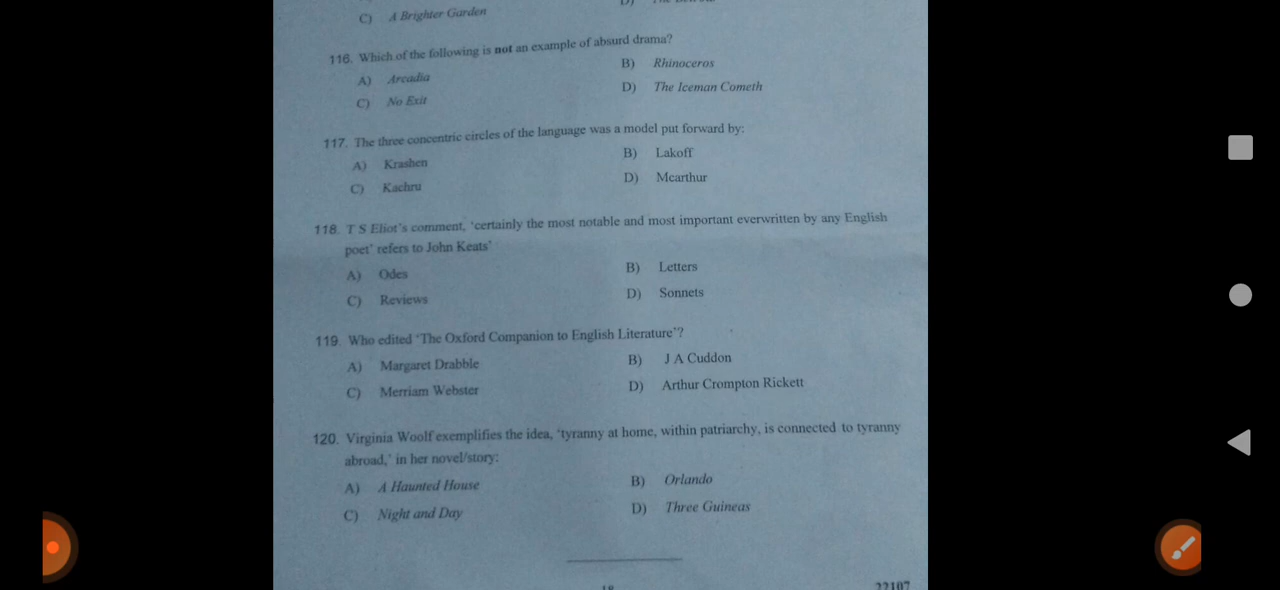 C) A Brighter Garden
D)
116. Which of the following is not an example of absurd drama?
A) Arcadia
B) Rhinoceros
C) No Exit
D) The Iceman Cometh
117. The three concentric circles of the language was a model put forward by:
A) Krashen
B) Lakoff
C) Kachru
D) Mcarthur
118. T S Eliot's comment, 'certainly the most notable and most important everwritten by any English
poet' refers to John Keats'
A) Odes
B) Letters
C) Reviews
D) Sonnets
119. Who edited 'The Oxford Companion to English Literature'?
A) Margaret Drabble
B) J A Cuddon
C) Merriam Webster
D) Arthur Crompton Rickett
120. Virginia Woolf exemplifies the idea, 'tyranny at home, within patriarchy, is connected to tyranny
abroad,' in her novel/story:
A) A Haunted House
B) Orlando
C) Night and Day
D) Three Guineas
18
22107